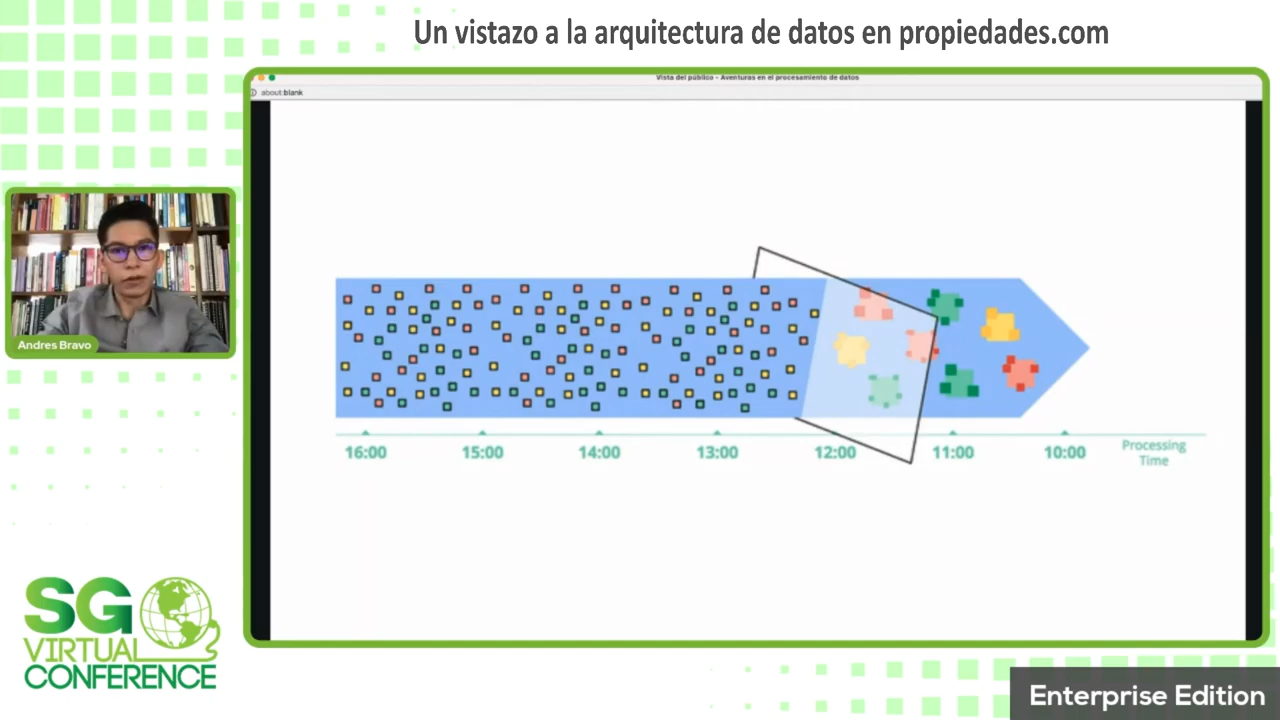 Un vistazo a la arquitectura de datos en propiedades.com
Vista del público - Aventuras en el procesamiento de datos
about:blank
Andres Bravo
16:00 15:00 14:00 13:00 12:00 11:00 10:00
Processing
Time
SG
VIRTUAL
CONFERENCE
Enterprise Edition